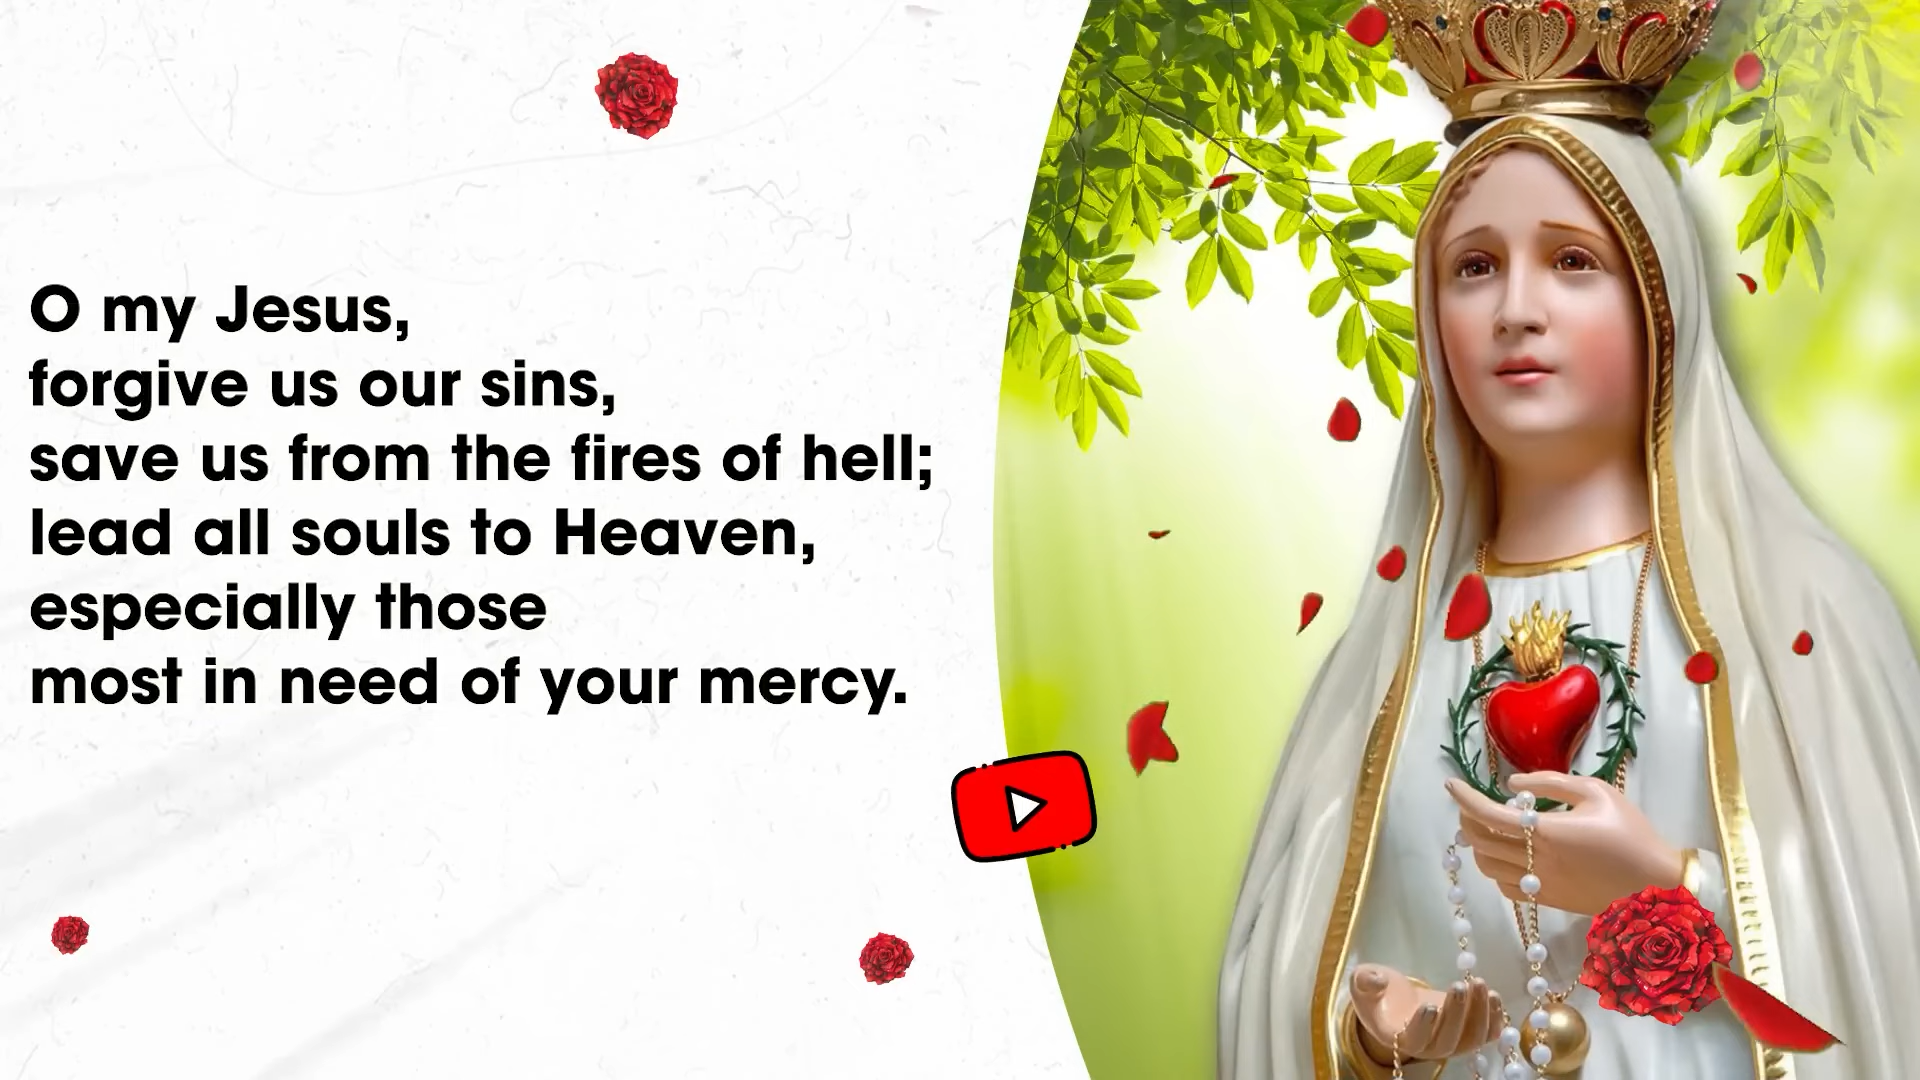 O my Jesus,
forgive us our sins,
save us from the fires of hell;
lead all souls to Heaven,
especially those
most in need of your mercy.